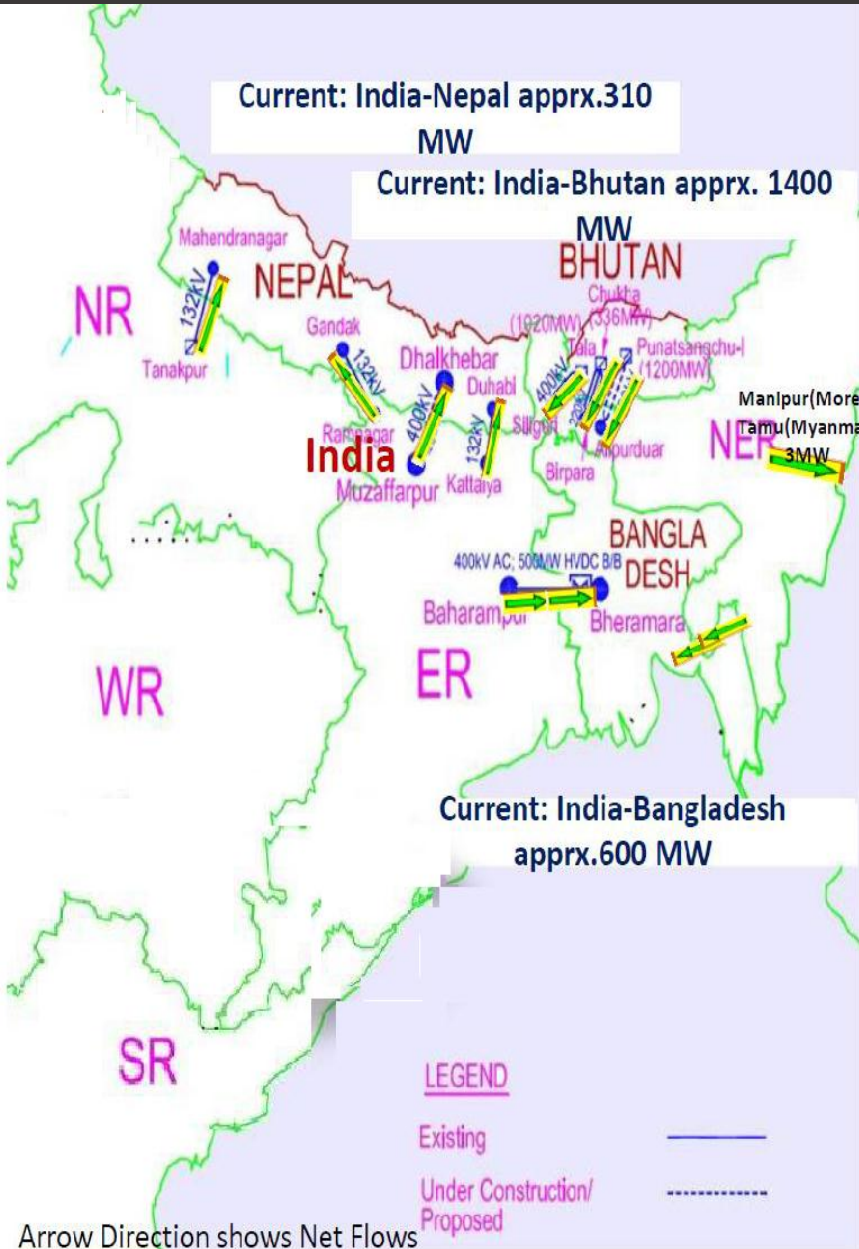 Current: India-Nepal apprx.310
MW
Current: India-Bhutan apprx. 1400
MW
BHUTAN
Mahendranagar
NEPAL
Chukha
(1020MW) (336MW)
NR
132kV
Gandak
Tala
Punatsangchu-I
(1200MW)
Tanakpur
132kV
Dhalkhebar
Duhabi
400kV
Manipur(More
Tamu(Myanma
3MW
NER
Ramnagar
India
400kV
132kV
Siliguri
Alipurduar
Birpara
Muzaffarpur
Kattaiya
BANGLA
DESH
400kV AC; 500MW HVDC B/B
Baharampur
Bheramara
WR
ER
Current: India-Bangladesh
apprx.600 MW
SR
LEGEND
Existing
Under Construction/
Proposed
Arrow Direction shows Net Flows